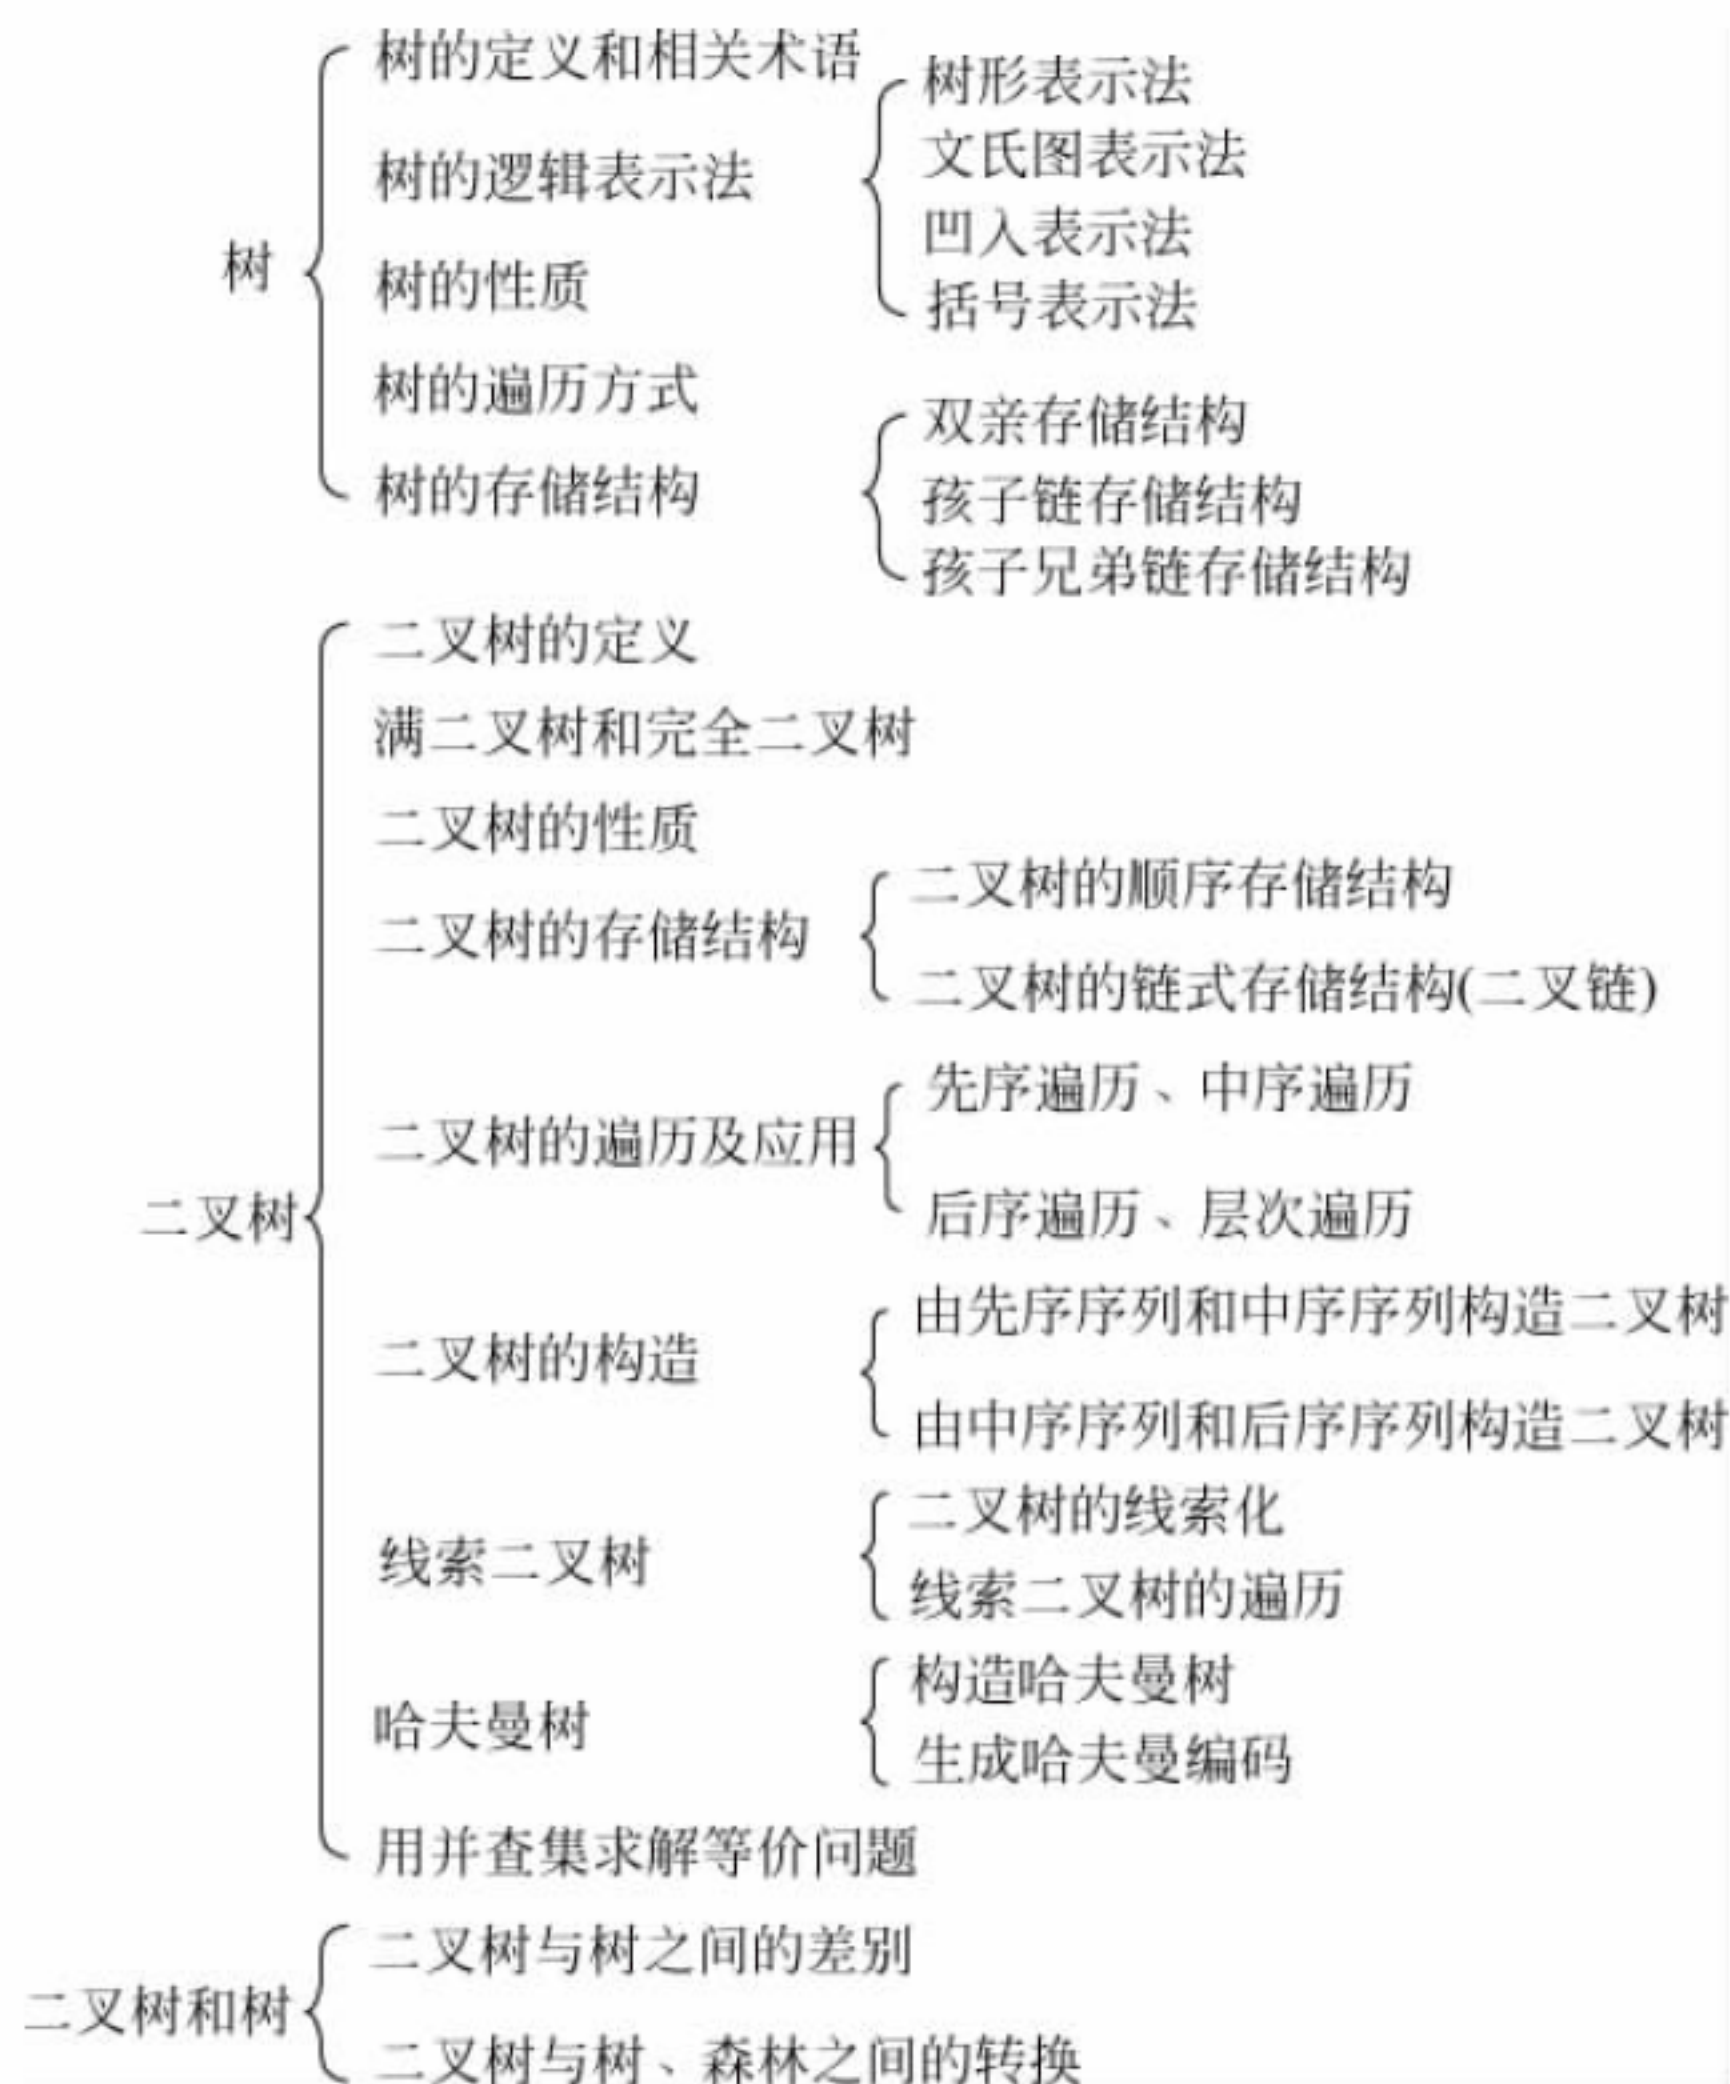 树
树的定义和相关术语
树的逻辑表示法
树形表示法
文氏图表示法
凹入表示法
括号表示法
树的性质
树的遍历方式
树的存储结构
双亲存储结构
孩子链存储结构
孩子兄弟链存储结构
二叉树
二叉树的定义
满二叉树和完全二叉树
二叉树的性质
二叉树的存储结构
二叉树的顺序存储结构
二叉树的链式存储结构(二叉链)
二叉树的遍历及应用
先序遍历、中序遍历
后序遍历、层次遍历
二叉树的构造
由先序序列和中序序列构造二叉树
由中序序列和后序序列构造二叉树
线索二叉树
二叉树的线索化
线索二叉树的遍历
哈夫曼树
构造哈夫曼树
生成哈夫曼编码
用并查集求解等价问题
二叉树和树
二叉树与树之间的差别
二叉树与树、森林之间的转换